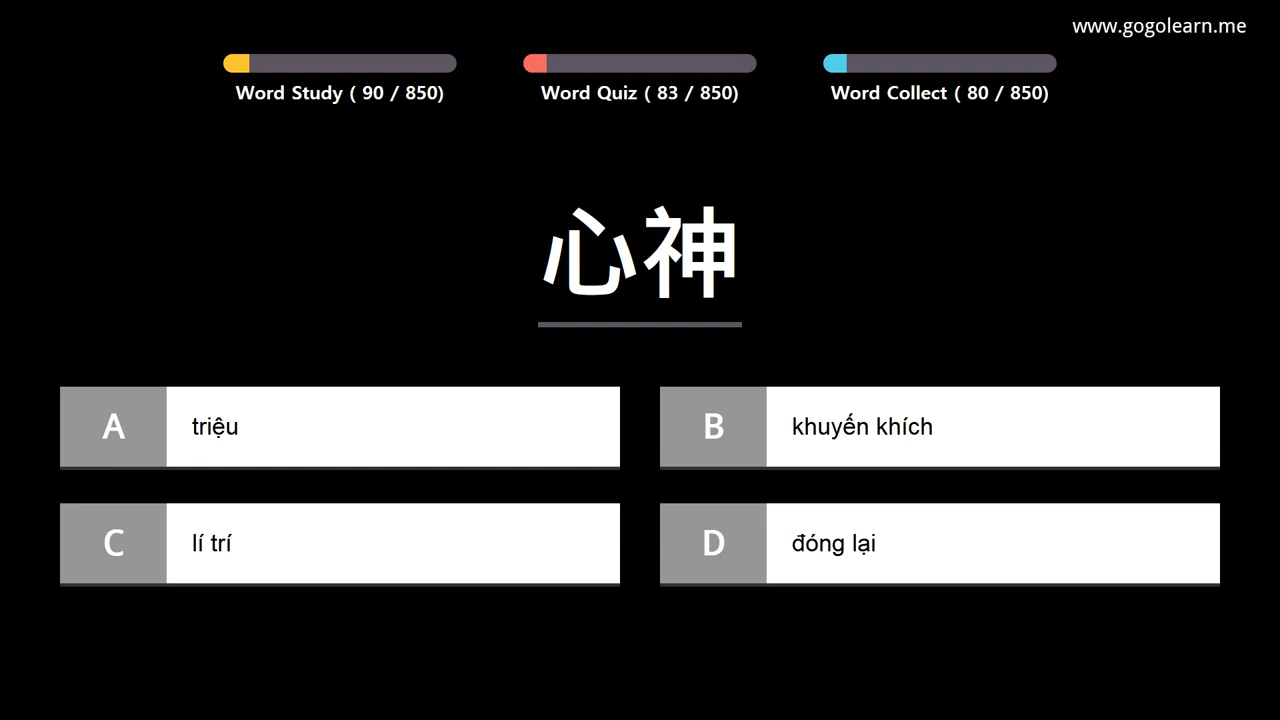 www.gogolearn.me
Word Study ( 90 / 850)
Word Quiz ( 83 / 850)
Word Collect ( 80 / 850)
心神
A triệu
B khuyến khích
C lí trí
D đóng lại